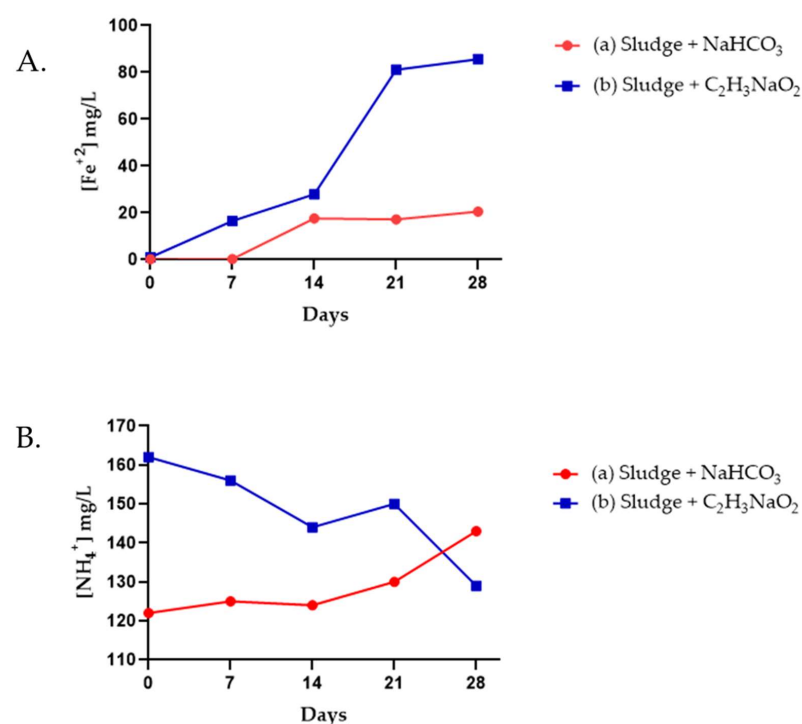 A.
[Fe⁺²] mg/L
100
80
60
40
20
0
0 7 14 21 28
Days
(a) Sludge + NaHCO₃
(b) Sludge + C₂H₃NaO₂
B.
[NH₄⁺] mg/L
170
160
150
140
130
120
110
0 7 14 21 28
Days
(a) Sludge + NaHCO₃
(b) Sludge + C₂H₃NaO₂